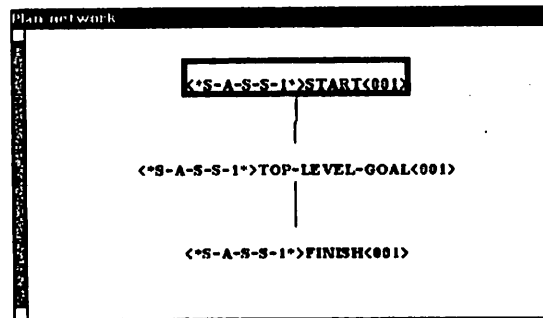 Plan network
<*S-A-S-S-1*>START<001>
<*S-A-S-S-1*>TOP-LEVEL-GOAL<001>
<*S-A-S-S-1*>FINISH<001>